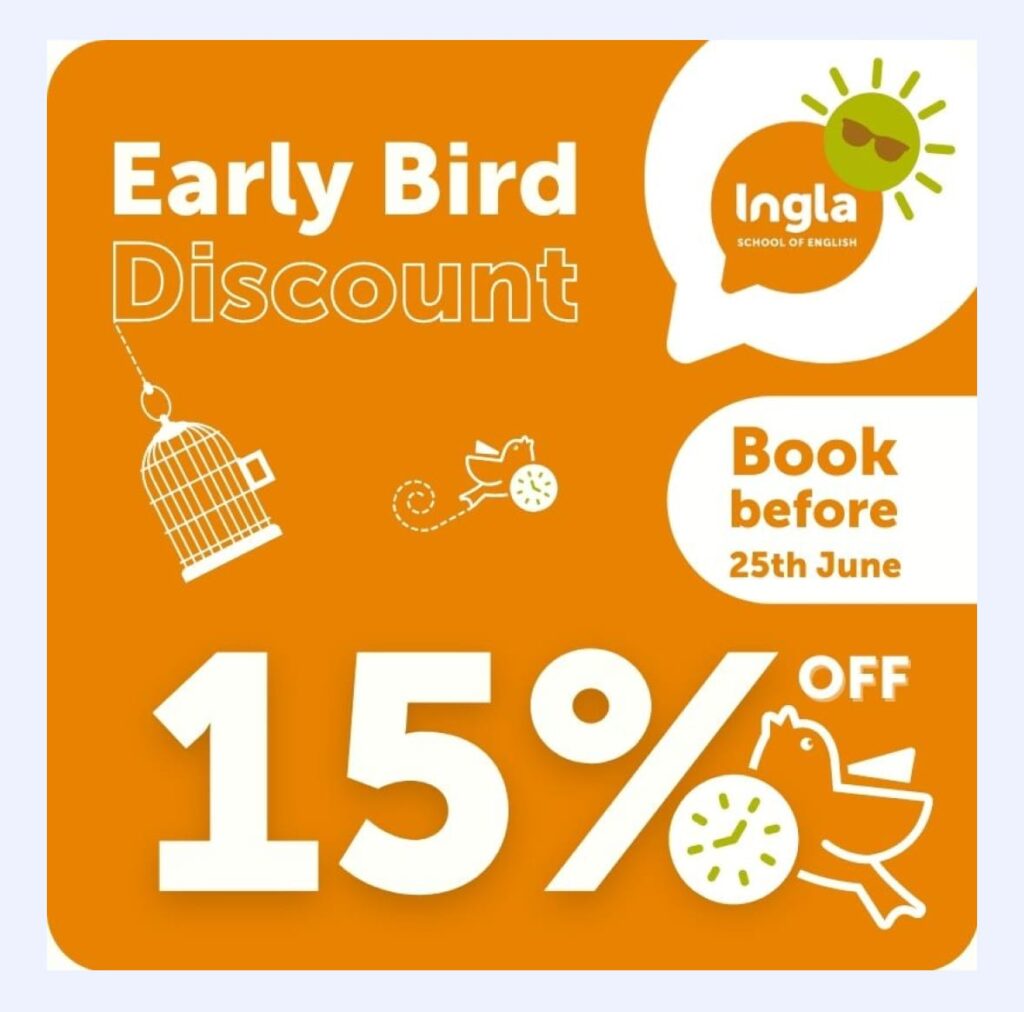 Early Bird
Discount
Ingla
SCHOOL OF ENGLISH
Book
before
25th June
15%
OFF